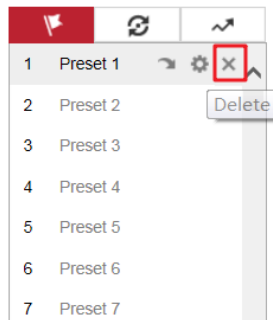 1 Preset 1
2 Preset 2
Delete
3 Preset 3
4 Preset 4
5 Preset 5
6 Preset 6
7 Preset 7